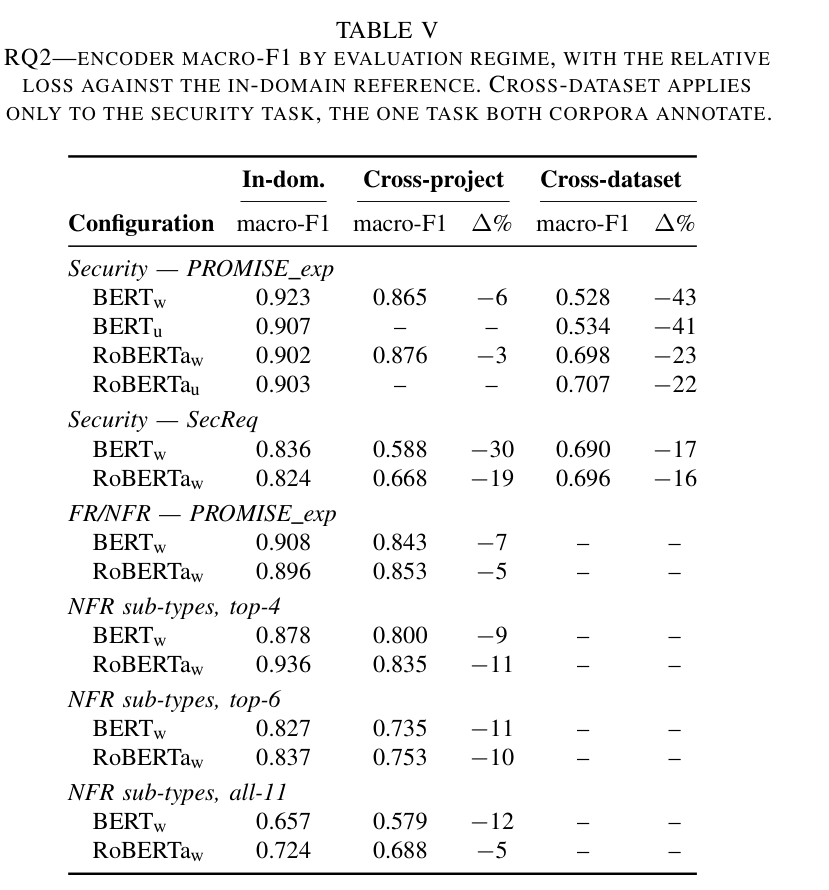 TABLE V
RQ2—ENCODER MACRO-F1 BY EVALUATION REGIME, WITH THE RELATIVE
LOSS AGAINST THE IN-DOMAIN REFERENCE. CROSS-DATASET APPLIES
ONLY TO THE SECURITY TASK, THE ONE TASK BOTH CORPORA ANNOTATE.
In-dom. Cross-project Cross-dataset
Configuration macro-F1 macro-F1 Δ% macro-F1 Δ%
Security — PROMISE_exp
BERTw 0.923 0.865 −6 0.528 −43
BERTu 0.907 – – 0.534 −41
RoBERTaw 0.902 0.876 −3 0.698 −23
RoBERTau 0.903 – – 0.707 −22
Security — SecReq
BERTw 0.836 0.588 −30 0.690 −17
RoBERTaw 0.824 0.668 −19 0.696 −16
FR/NFR — PROMISE_exp
BERTw 0.908 0.843 −7 – –
RoBERTaw 0.896 0.853 −5 – –
NFR sub-types, top-4
BERTw 0.878 0.800 −9 – –
RoBERTaw 0.936 0.835 −11 – –
NFR sub-types, top-6
BERTw 0.827 0.735 −11 – –
RoBERTaw 0.837 0.753 −10 – –
NFR sub-types, all-11
BERTw 0.657 0.579 −12 – –
RoBERTaw 0.724 0.688 −5 – –